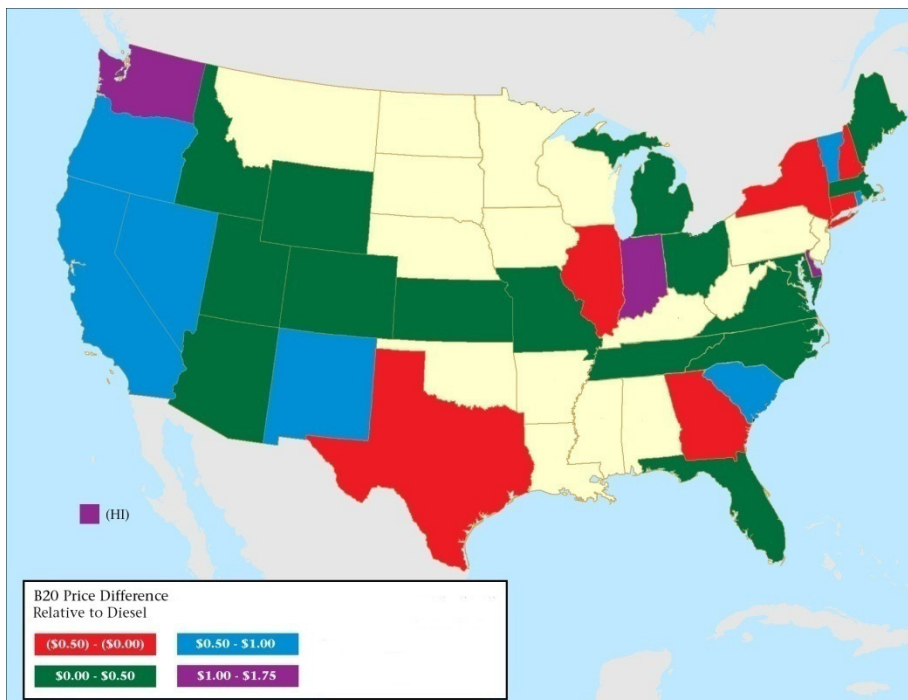 (HI)
B20 Price Difference
Relative to Diesel
($0.50) - ($0.00)
$0.50 - $1.00
$0.00 - $0.50
$1.00 - $1.75